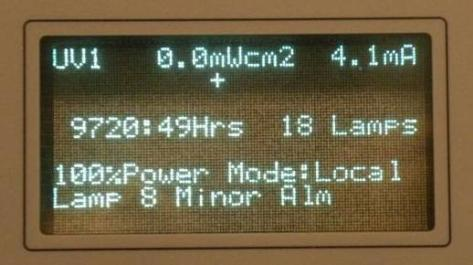 UV1 0.0mWcm2 4.1mA
+
9720:49Hrs 18 Lamps
100%Power Mode:Local
Lamp 8 Minor Alm